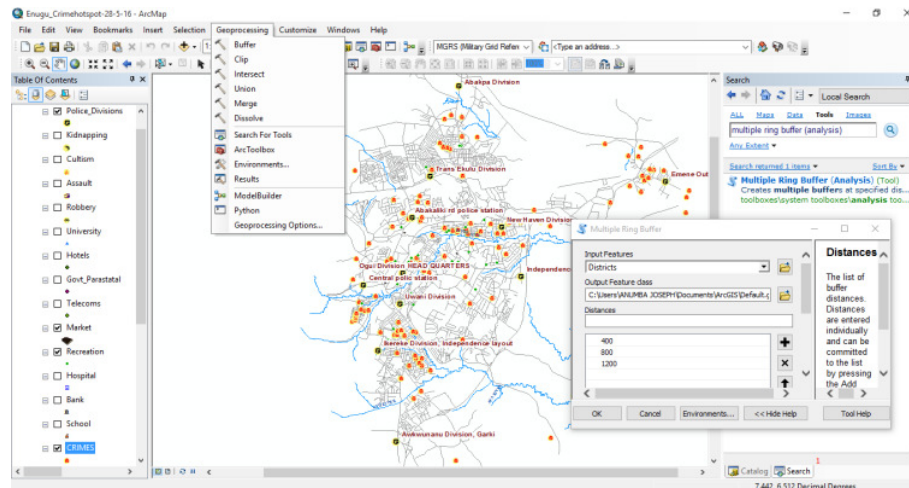 Enugu_Crimehotspot-28-5-16 - ArcMap
File Edit View Bookmarks Insert Selection Geoprocessing Customize Windows Help
MGRS (Military Grid Referen
<Type an address...>
Table Of Contents
Police_Divisions
Kidnapping
Cultism
Assault
Robbery
University
Hotels
Govt_Parastatal
Telecoms
Market
Recreation
Hospital
Bank
School
CRIMES
Buffer
Clip
Intersect
Union
Merge
Dissolve
Search For Tools
ArcToolbox
Environments...
Results
ModelBuilder
Python
Geoprocessing Options...
Abakpa Division
Trans Ekulu Division
Emene Out
Abakaliki rd police station
New Haven Division
Ogui Division HEAD QUARTERS
Independenc
Central polic station
Uwani Division
Ikereke Division, Independence layout
Awkwunanu Division, Garki
Search
Local Search
ALL Maps Data Tools Images
multiple ring buffer (analysis)
Any Extent
Search returned 1 items
Sort By
Multiple Ring Buffer (Analysis) (Tool)
Creates multiple buffers at specified dis...
toolboxes\system toolboxes\analysis too...
Multiple Ring Buffer
Input Features
Districts
Output Feature class
C:\Users\ANUMBA JOSEPH\Documents\ArcGIS\Default.g
Distances
400
800
1200
OK Cancel Environments... << Hide Help Tool Help
Distances
The list of
buffer
distances.
Distances
are entered
individually
and can be
committed
to the list
by pressing
the Add
1
Catalog Search
7.442 6.512 Decimal Degrees